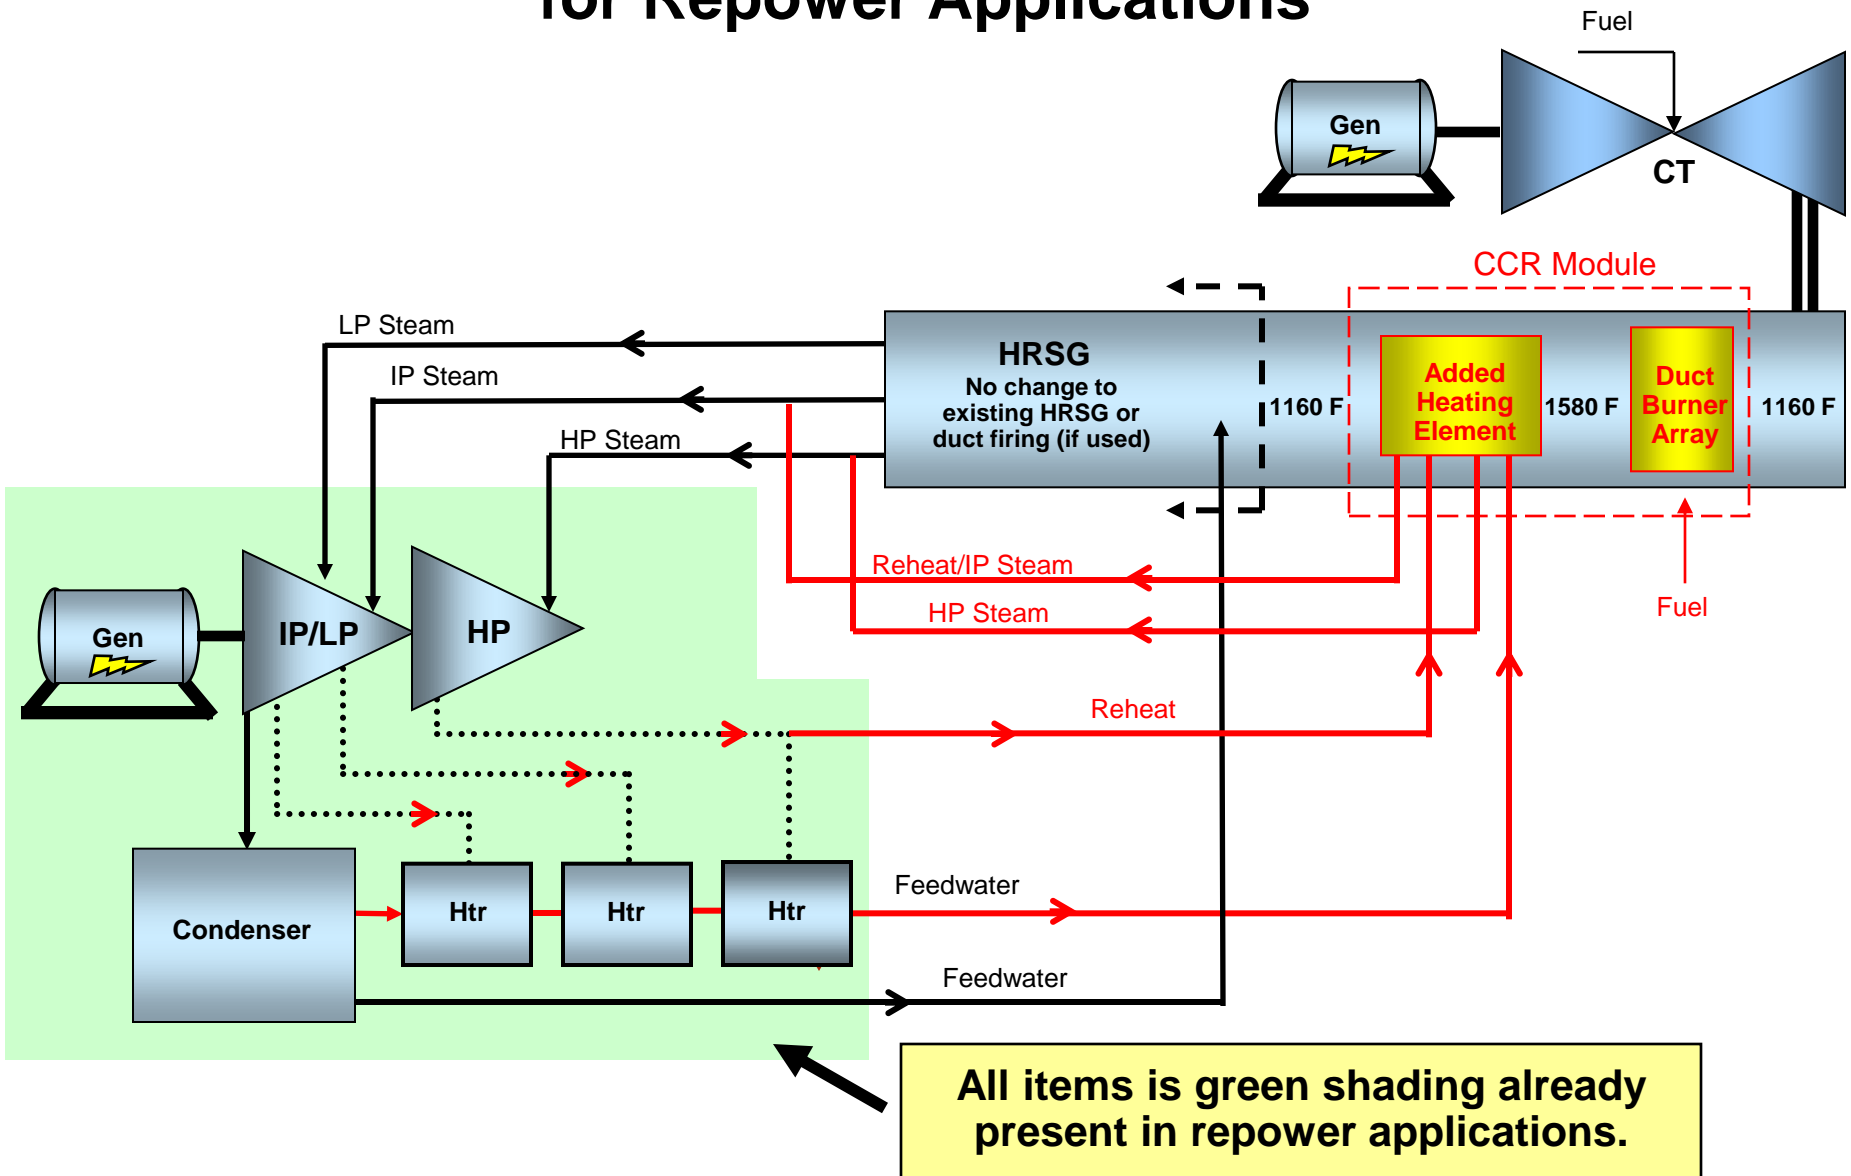 for Repower Applications
Fuel
Gen
CT
CCR Module
LP Steam
IP Steam
HP Steam
HRSG
No change to
existing HRSG or
duct firing (if used)
1160 F
Added
Heating
Element
1580 F
Duct
Burner
Array
1160 F
Reheat/IP Steam
HP Steam
Fuel
Gen
IP/LP
HP
Reheat
Feedwater
Condenser
Htr
Htr
Htr
Feedwater
All items is green shading already
present in repower applications.